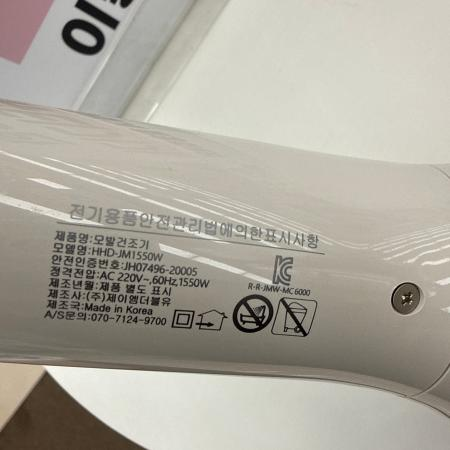 전기용품안전관리법에의한표시사항
제품명:모발건조기
모델명:HHD-JM1550W
안전인증번호:JH07496-20005
정격전압:AC 220V~,60Hz,1550W
제조년월:제품 별도 표시
제조사:(주)제이엠더블유
제조국:Made in Korea
A/S문의:070-7124-9700
R-R-JMW-MC6000